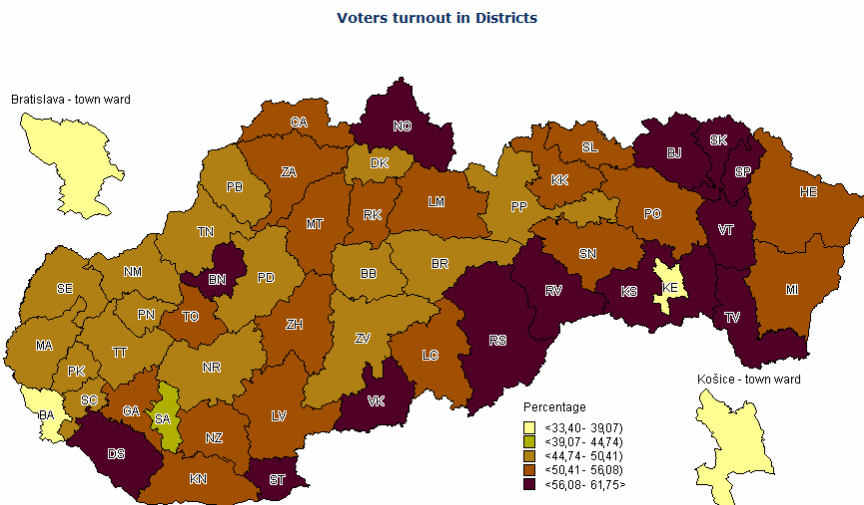 Voters turnout in Districts
Bratislava - town ward
CA
NO
DK
ZA
PB
SL
BJ
SK
SP
HE
KK
PP
LM
RK
PO
MT
TN
VT
BN
PD
BB
BR
SN
NM
SE
PN
TO
ZH
RV
KS
KE
MI
TV
MA
TT
PK
NR
ZV
RS
LC
Košice - town ward
SC
BA
GA
SA
LV
VK
NZ
DS
KN
ST
Percentage
<33,40- 39,07)
<39,07- 44,74)
<44,74- 50,41)
<50,41- 56,08)
<56,08- 61,75>